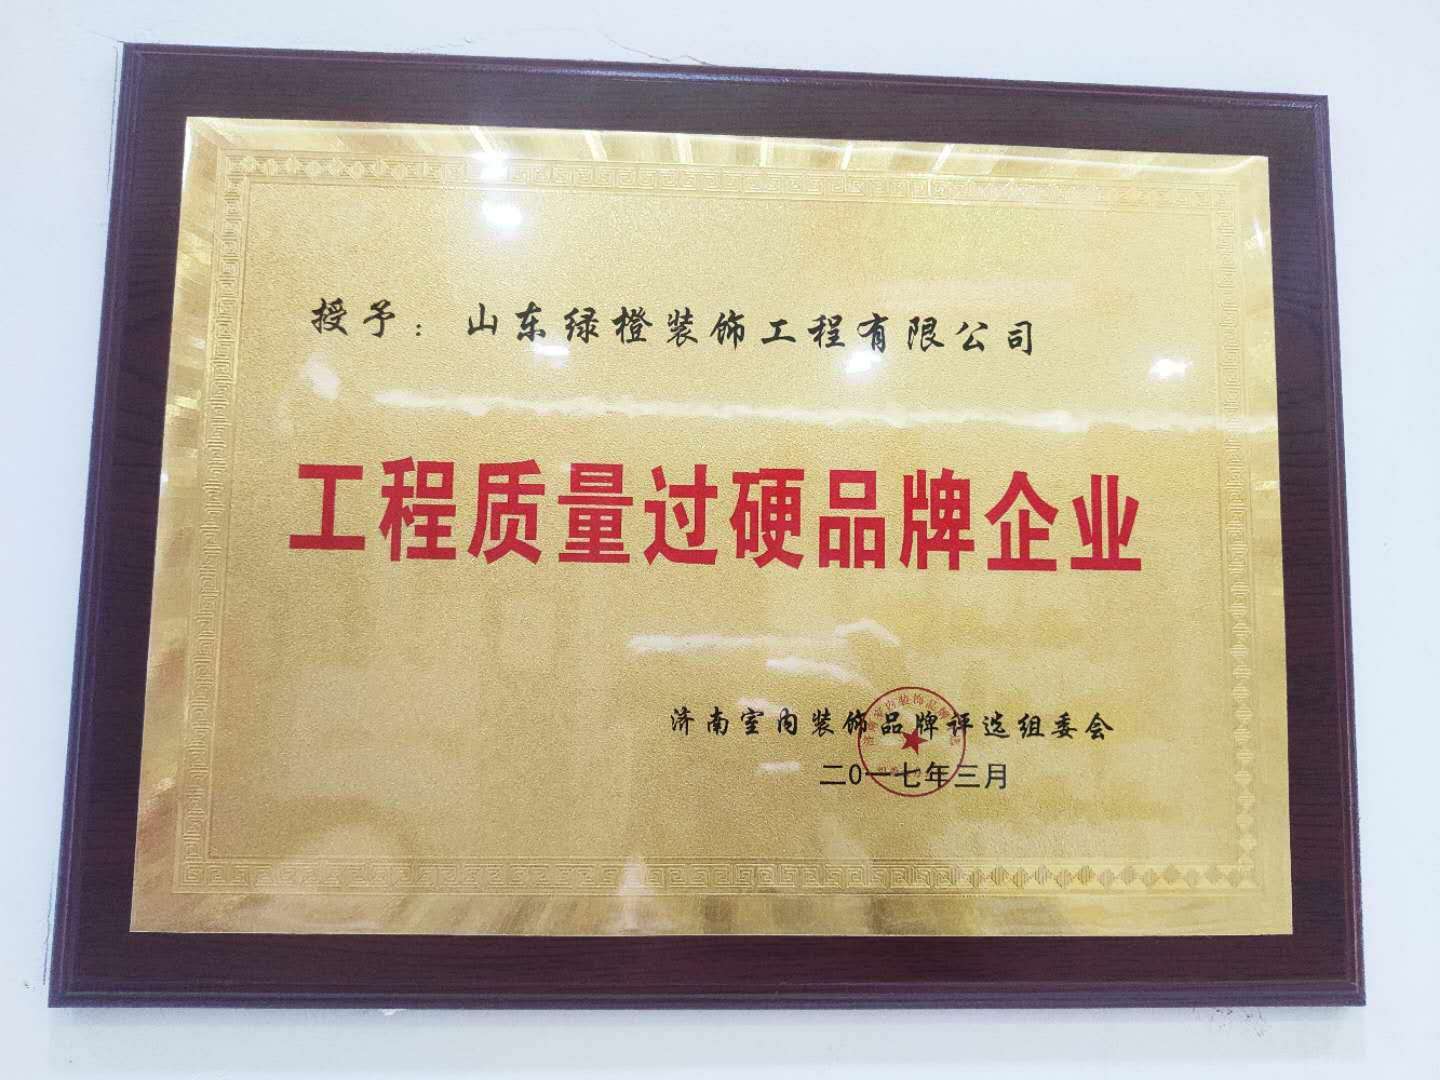 授予：山东绿橙装饰工程有限公司
工程质量过硬品牌企业
济南室内装饰品牌评选组委会
二0一七年三月